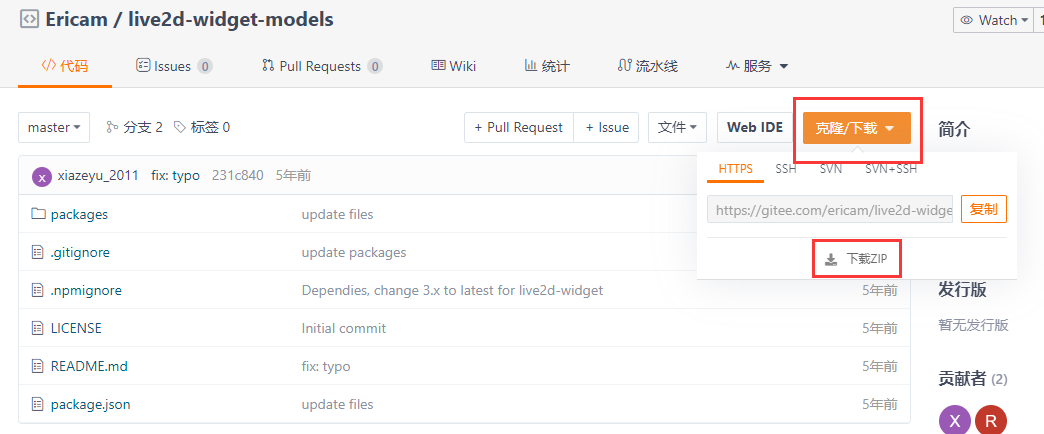 Ericam / live2d-widget-models
Watch
代码 Issues 0 Pull Requests 0 Wiki 统计 流水线 服务
master 分支 2 标签 0 + Pull Request + Issue 文件 Web IDE 克隆/下载 简介
HTTPS SSH SVN SVN+SSH
https://gitee.com/ericam/live2d-widge 复制
下载ZIP
X xiazeyu_2011 fix: typo 231c840 5年前
packages update files
.gitignore update packages
.npmignore Dependies, change 3.x to latest for live2d-widget 5年前
LICENSE Initial commit 5年前
README.md fix: typo 5年前
package.json update files 5年前
发行版
暂无发行版
贡献者 (2)
X R